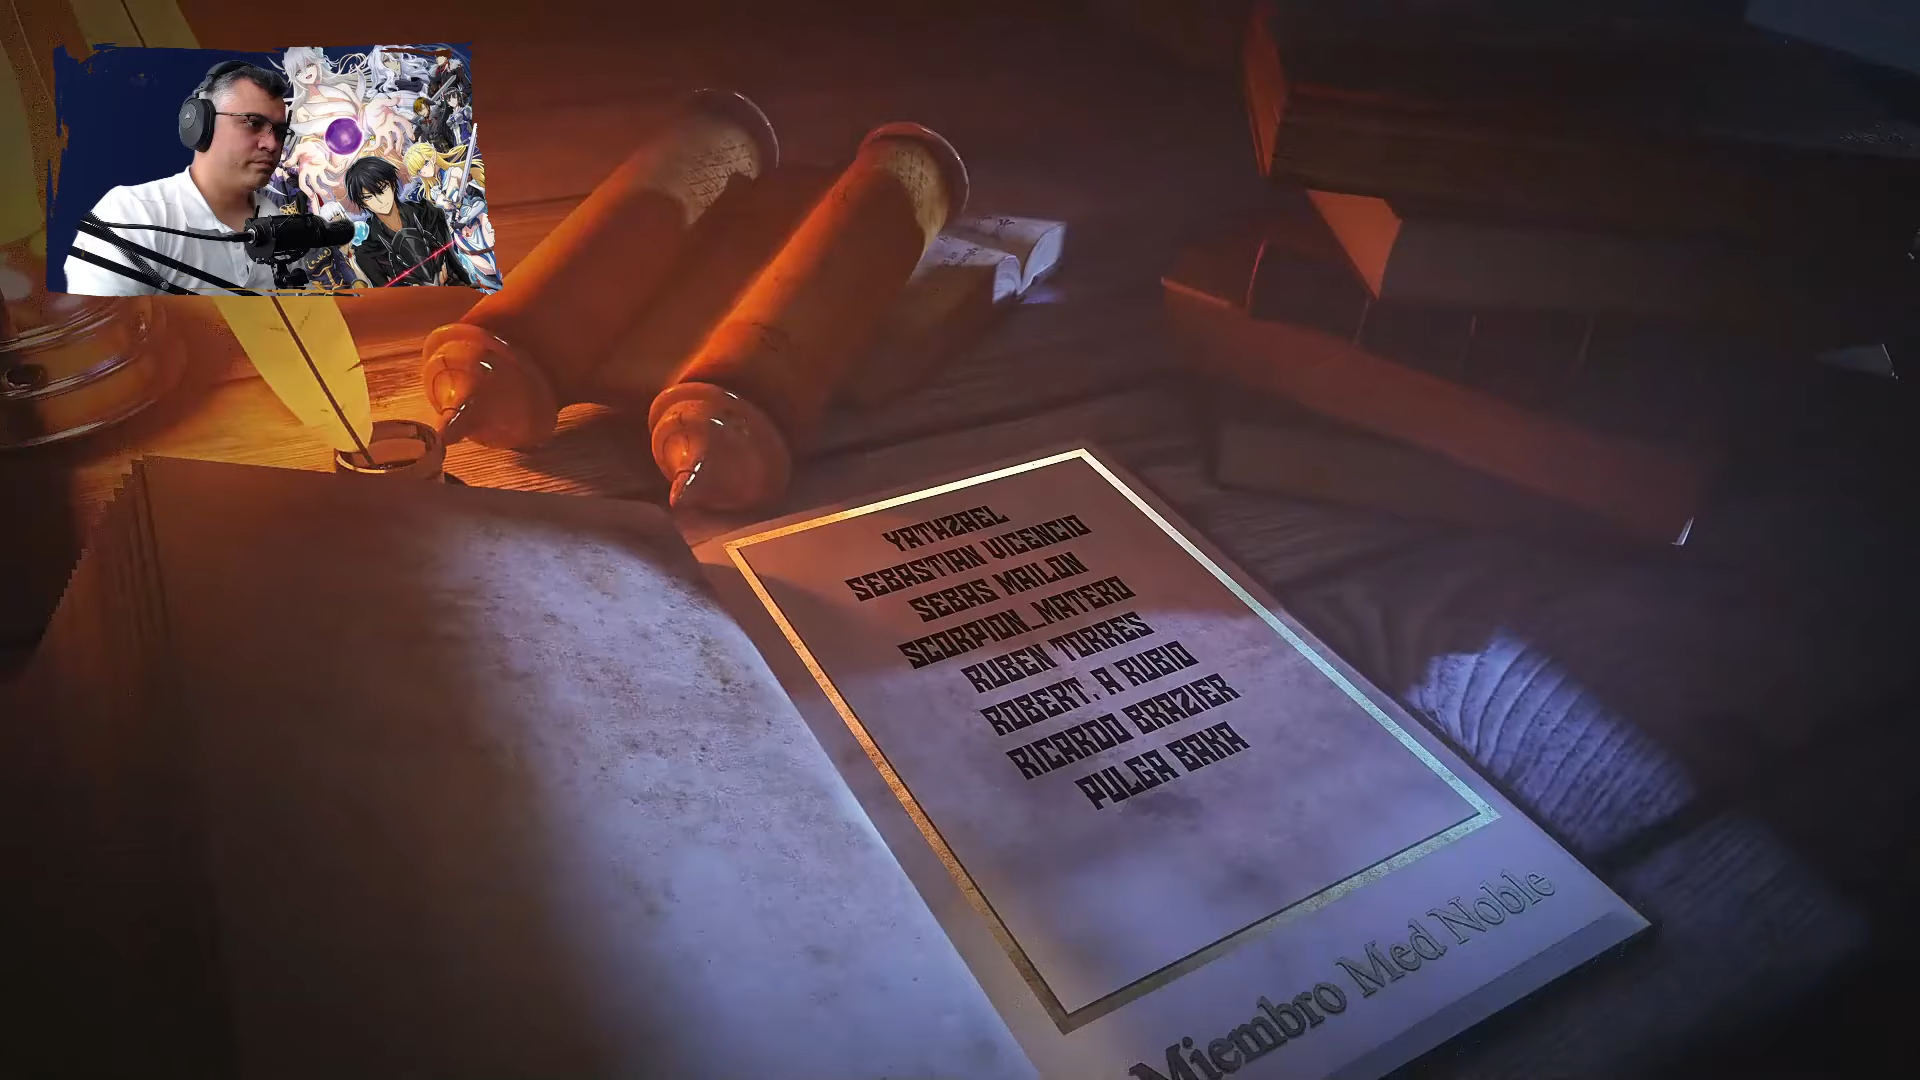 YATHZAEL
SEBASTIAN VICENCIO
SEBAS MAILON
SCORPION_MATERO
RUBEN TORRES
ROBERT. A RUBIO
RICARDO BRAZIER
PULGA BAKA
Miembro Med Noble